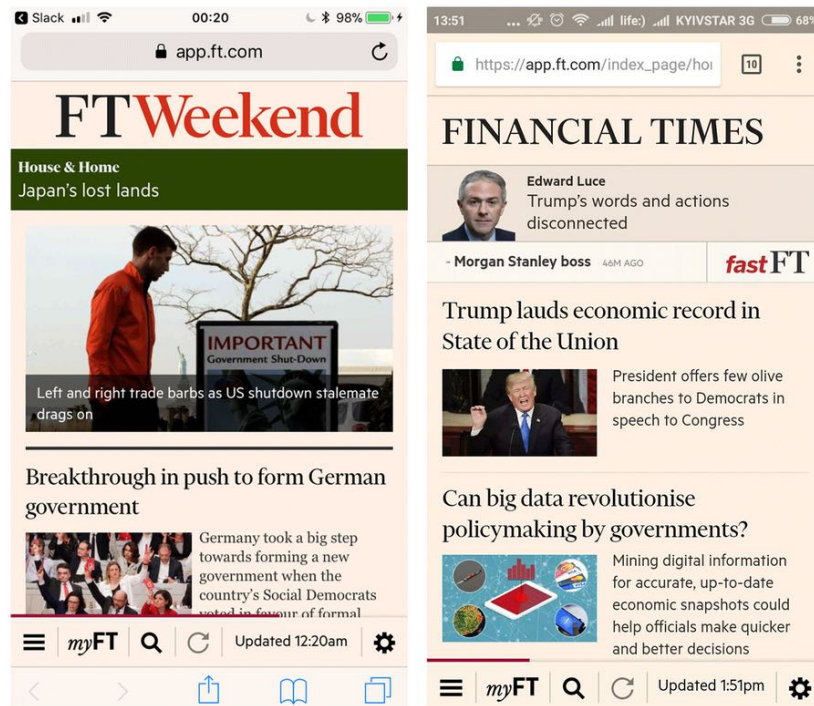 Slack 00:20 98%
app.ft.com
FTWeekend
House & Home
Japan's lost lands
IMPORTANT
Government Shut-Down
Left and right trade barbs as US shutdown stalemate
drags on
Breakthrough in push to form German
government
Germany took a big step
towards forming a new
government when the
country's Social Democrats
voted in favour of formal
myFT Updated 12:20am
13:51 ... life:) KYIVSTAR 3G 68%
https://app.ft.com/index_page/ho
10
FINANCIAL TIMES
Edward Luce
Trump's words and actions
disconnected
- Morgan Stanley boss 46M AGO fastFT
Trump lauds economic record in
State of the Union
President offers few olive
branches to Democrats in
speech to Congress
Can big data revolutionise
policymaking by governments?
Mining digital information
for accurate, up-to-date
economic snapshots could
help officials make quicker
and better decisions
myFT Updated 1:51pm